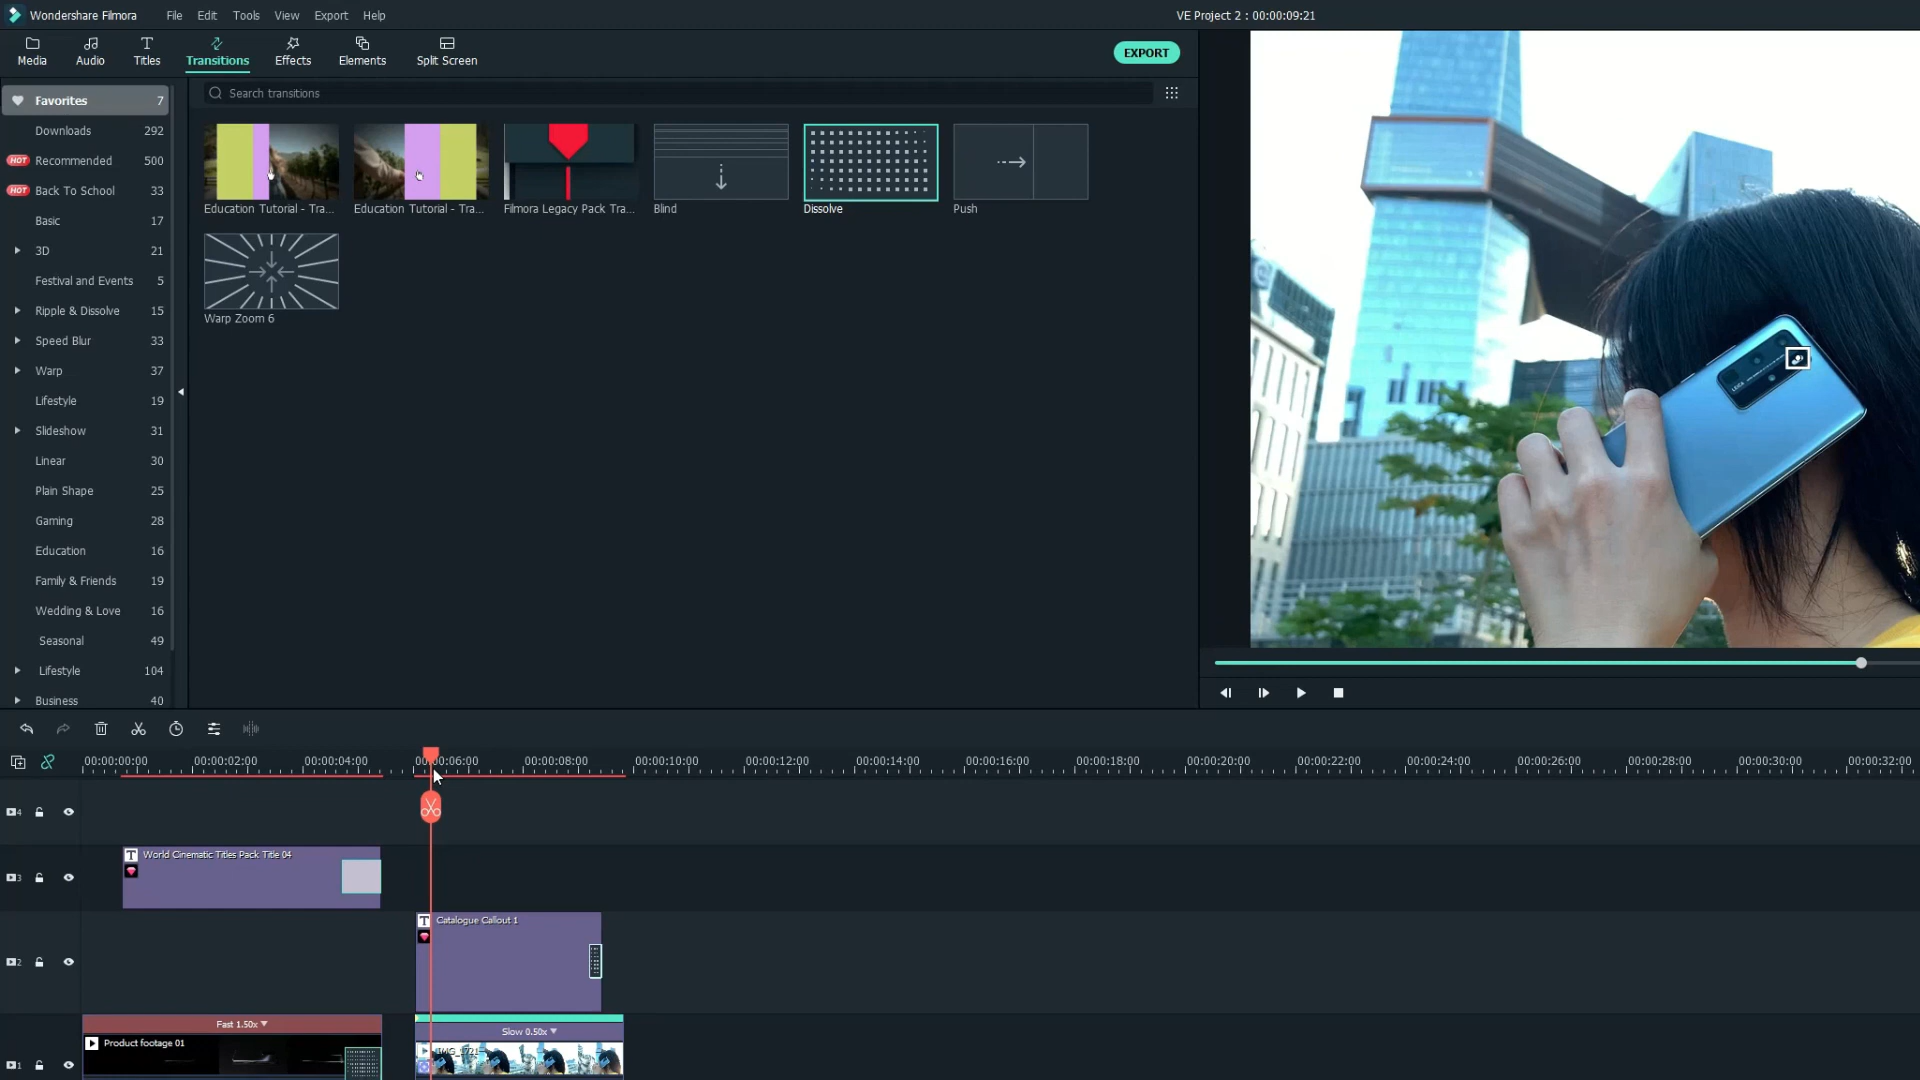 Wondershare Filmora File Edit Tools View Export Help VE Project 2 : 00:00:09:21
Media Audio Titles Transitions Effects Elements Split Screen EXPORT
Search transitions
Favorites 7
Downloads 292
HOT Recommended 500
HOT Back To School 33
Basic 17
3D 21
Festival and Events 5
Ripple & Dissolve 15
Speed Blur 33
Warp 37
Lifestyle 19
Slideshow 31
Linear 30
Plain Shape 25
Gaming 28
Education 16
Family & Friends 19
Wedding & Love 16
Seasonal 49
Lifestyle 104
Business 40
Education Tutorial - Tra... Education Tutorial - Tra... Filmora Legacy Pack Tra... Blind Dissolve Push
Warp Zoom 6
LEICA
00:00:00:00 00:00:02:00 00:00:04:00 00:00:06:00 00:00:08:00 00:00:10:00 00:00:12:00 00:00:14:00 00:00:16:00 00:00:18:00 00:00:20:00 00:00:22:00 00:00:24:00 00:00:26:00 00:00:28:00 00:00:30:00 00:00:32:00
4
3 T World Cinematic Titles Pack Title 04
2 T Catalogue Callout 1
Fast 1.50x Slow 0.50x
1 Product footage 01